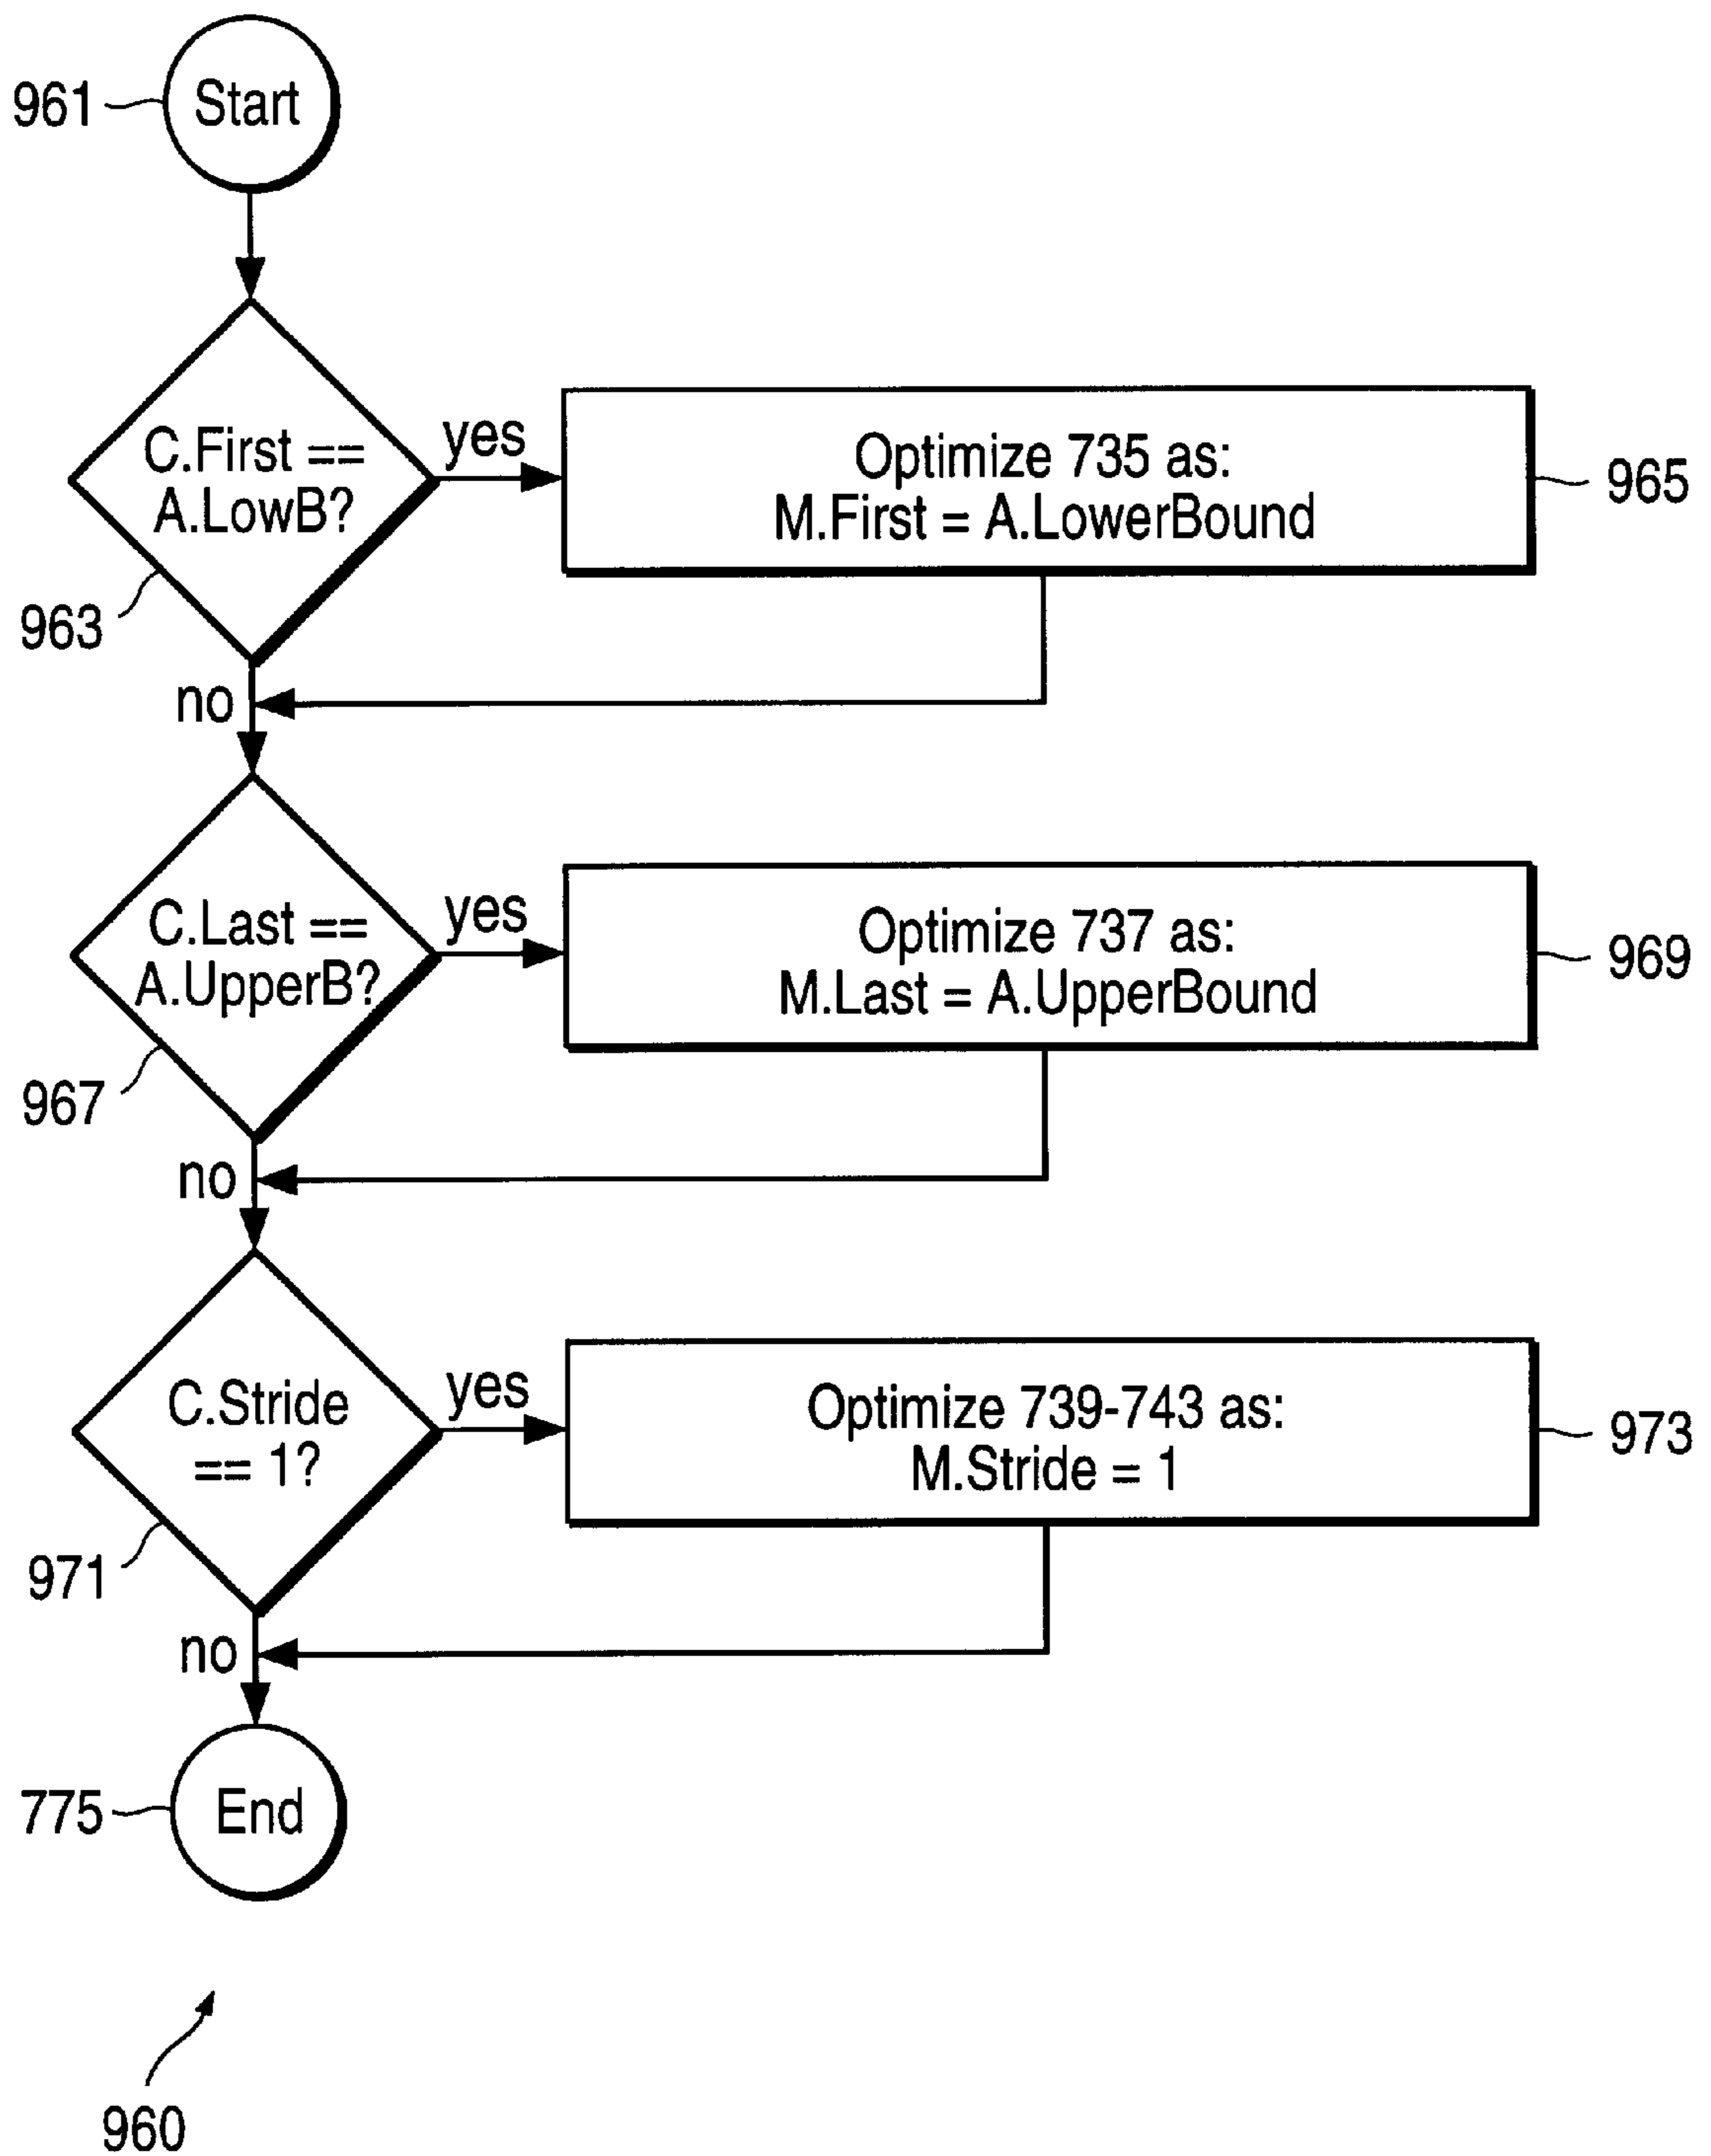 961
Start
C.First ==
A.LowB?
963
yes
Optimize 735 as:
M.First = A.LowerBound
965
no
C.Last ==
A.UpperB?
967
yes
Optimize 737 as:
M.Last = A.UpperBound
969
no
C.Stride
== 1?
971
yes
Optimize 739-743 as:
M.Stride = 1
973
no
775
End
960